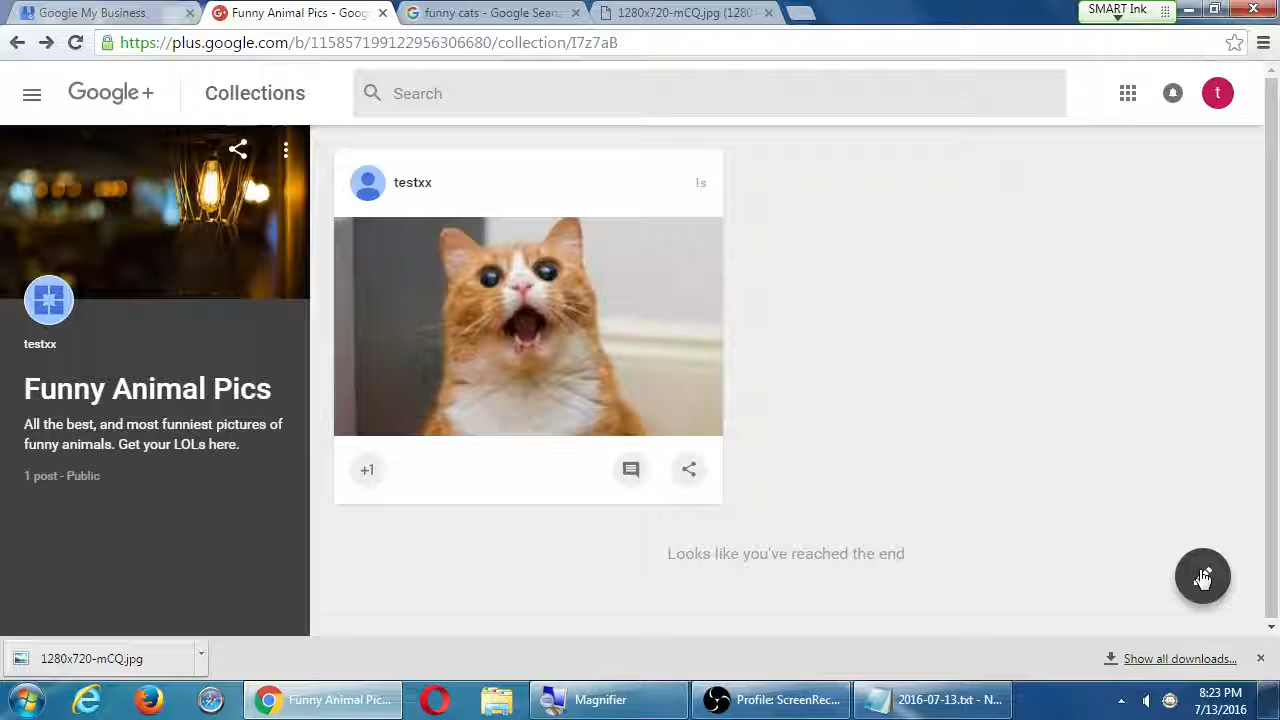 Google My Business
Funny Animal Pics - Goog
funny cats - Google Sear
1280x720-mCQ.jpg (1280
SMART Ink
https://plus.google.com/b/115857199122956306680/collection/I7z7aB
Google+
Collections
Search
t
testxx
1s
testxx
Funny Animal Pics
All the best, and most funniest pictures of
funny animals. Get your LOLs here.
1 post - Public
+1
Looks like you've reached the end
1280x720-mCQ.jpg
Show all downloads...
Funny Animal Pic...
Magnifier
Profile: ScreenRec...
2016-07-13.txt - N...
8:23 PM
7/13/2016